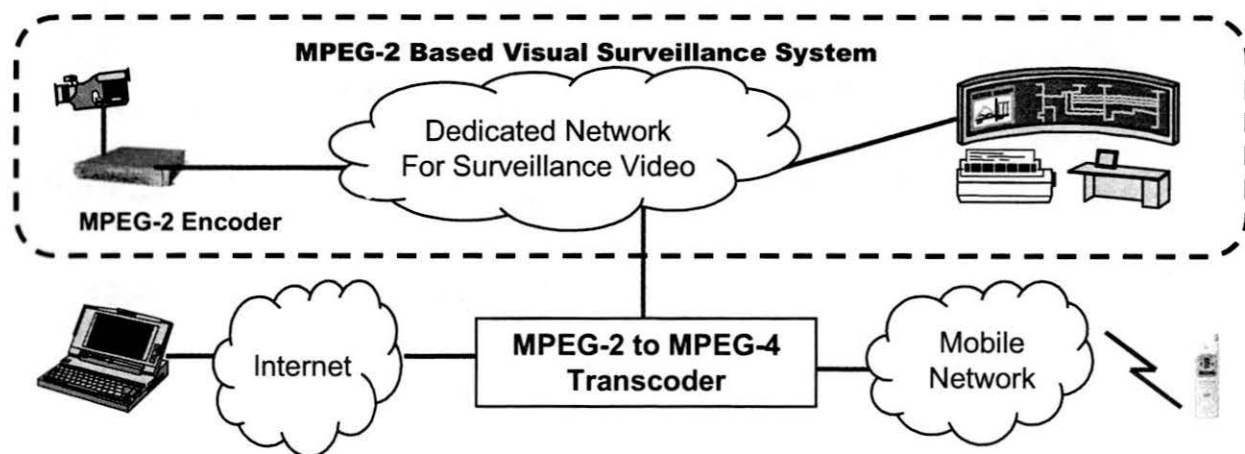 MPEG-2 Based Visual Surveillance System
Dedicated Network
For Surveillance Video
MPEG-2 Encoder
Internet
MPEG-2 to MPEG-4
Transcoder
Mobile
Network